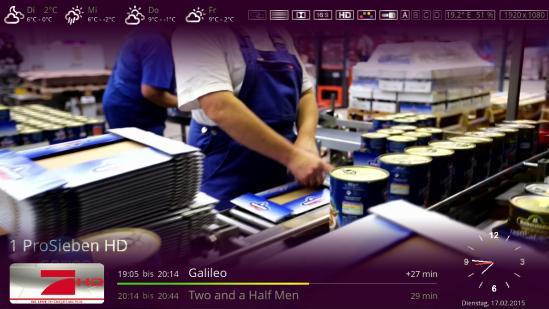 Di 2°C
6°C › 0°C
Mi
6°C › -2°C
Do
9°C › -1°C
Fr
9°C › 2°C
16:9 HD A B C D 19.2° E 51 % 1920 x 1080
1 ProSieben HD
7 HD
19:05 bis 20:14 Galileo +27 min
20:14 bis 20:44 Two and a Half Men 29 min
12
9 3
6
Dienstag, 17.02.2015